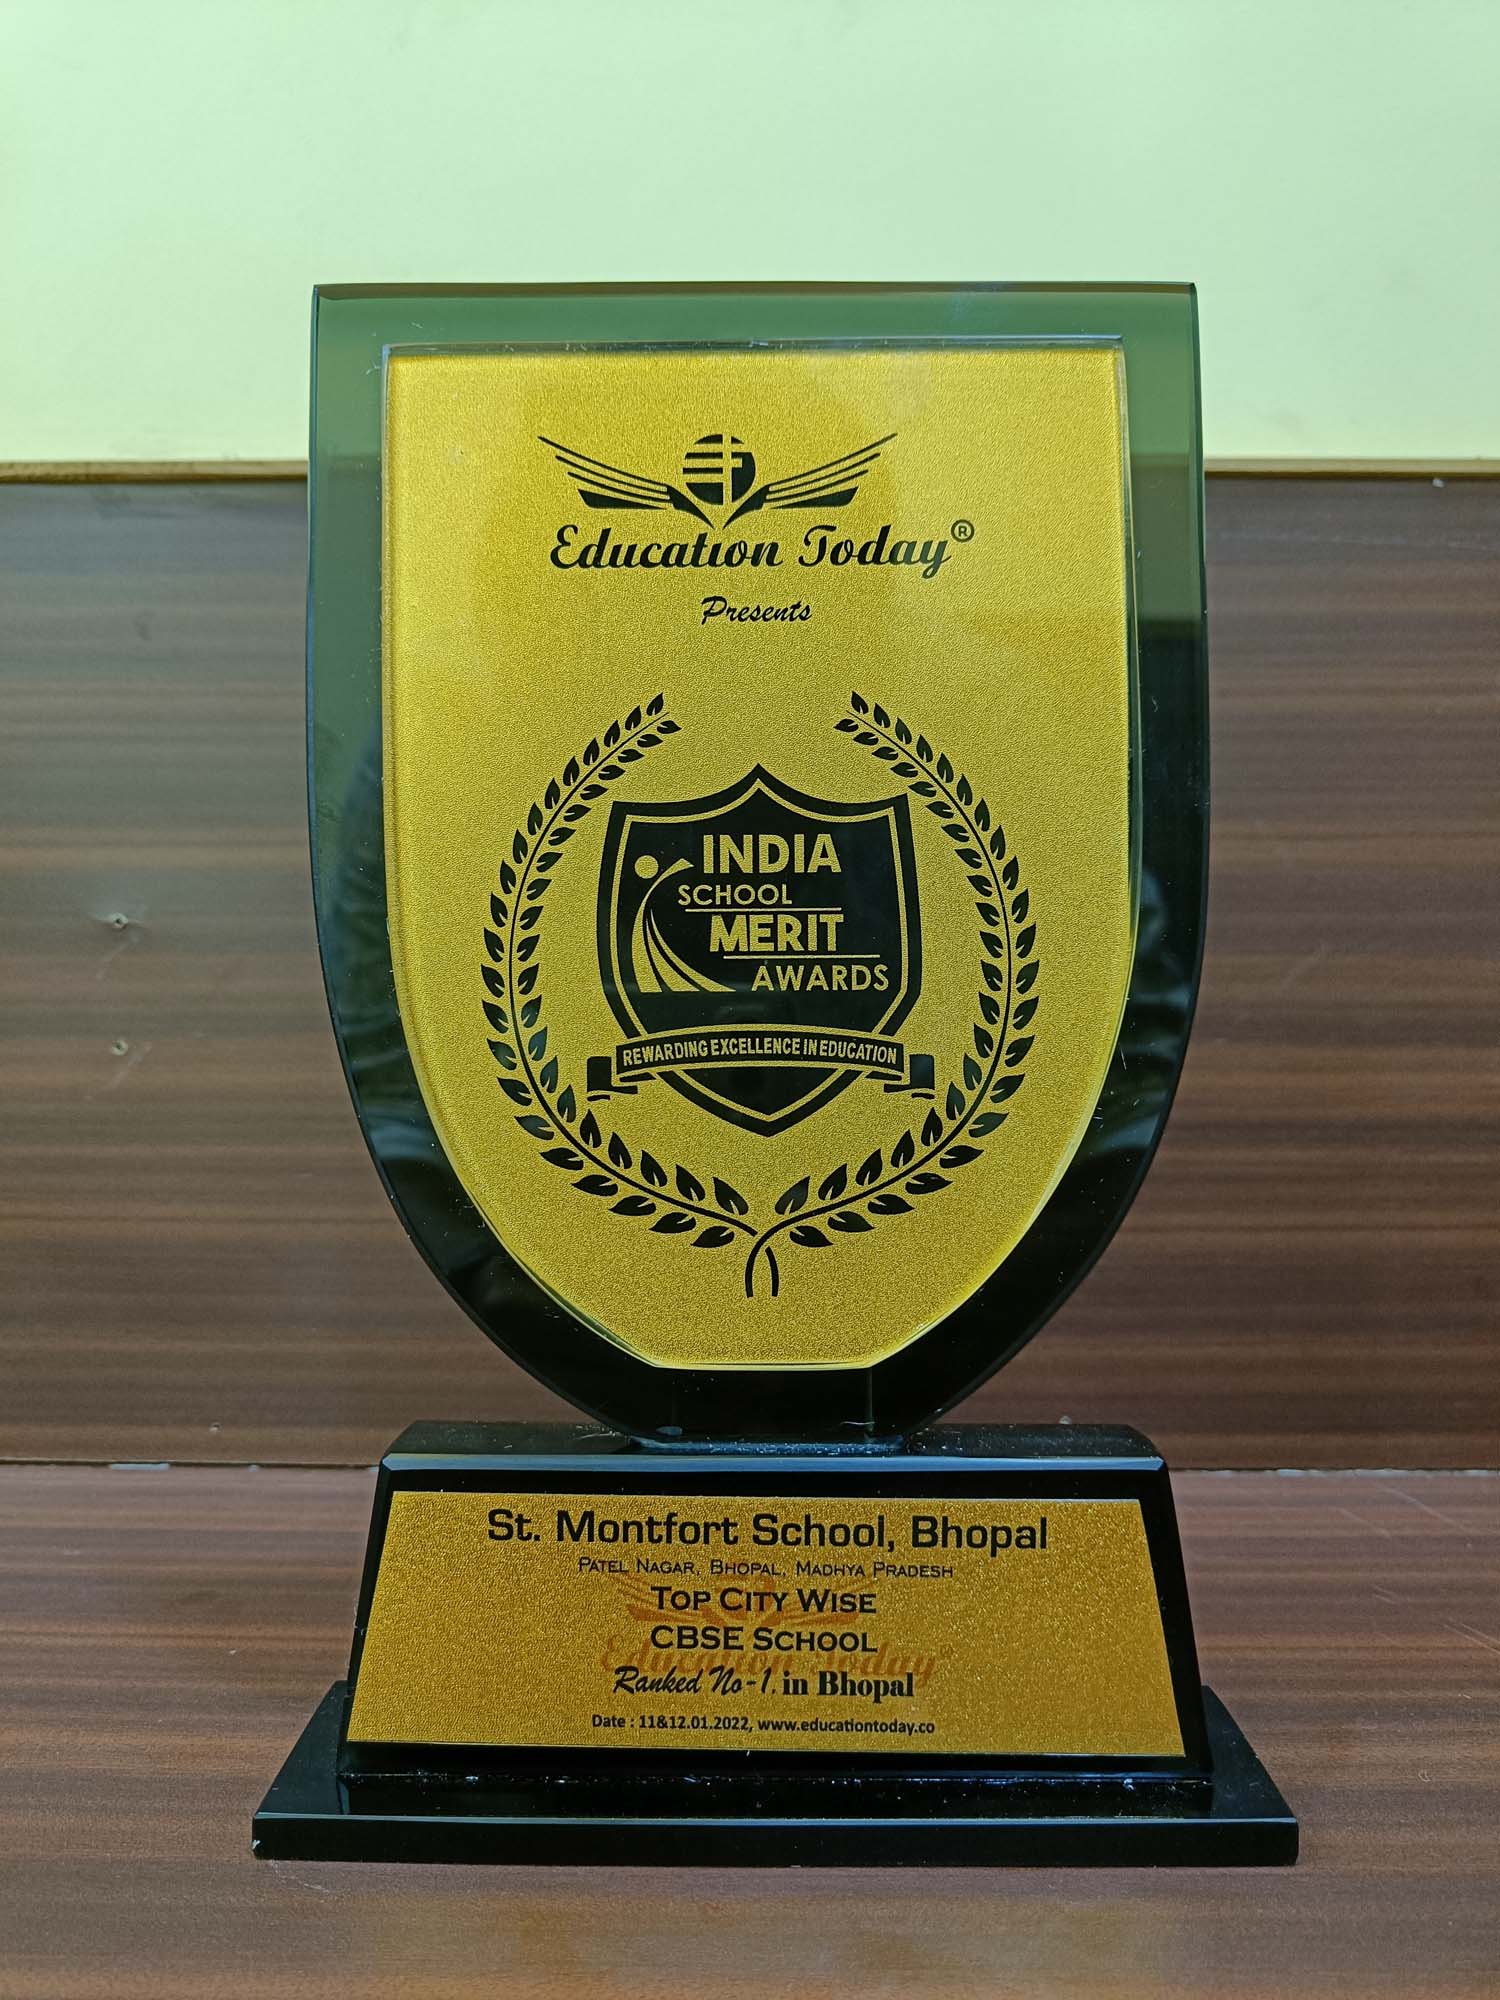 Education Today®
Presents
INDIA
SCHOOL
MERIT
AWARDS
REWARDING EXCELLENCE IN EDUCATION
St. Montfort School, Bhopal
PATEL NAGAR, BHOPAL, MADHYA PRADESH
TOP CITY WISE
CBSE SCHOOL
Education Today®
Ranked No-1. in Bhopal
Date : 11&12.01.2022, www.educationtoday.co